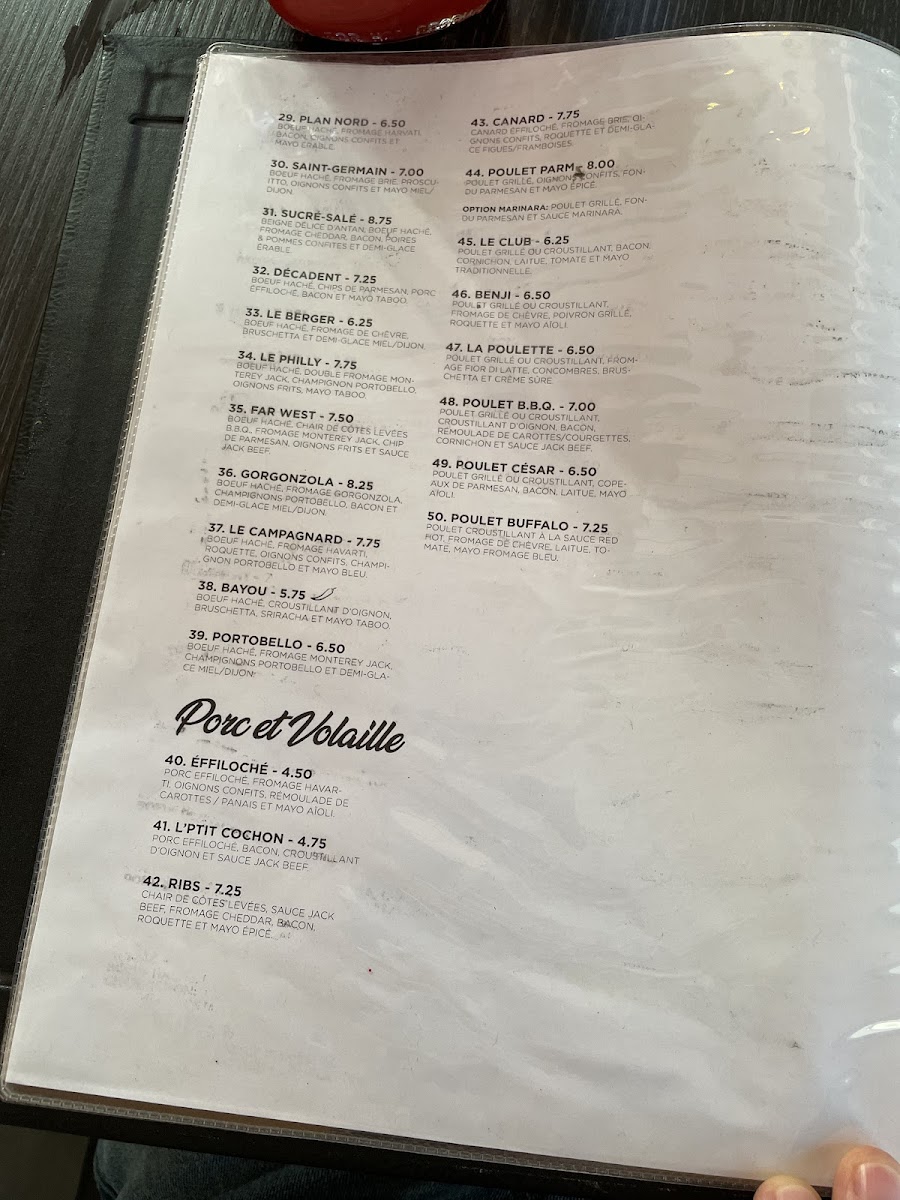 29. PLAN NORD - 6.50
BOEUF HACHÉ, FROMAGE HAVARTI,
BACON, OIGNONS CONFITS ET
MAYO ÉRABLE.
30. SAINT-GERMAIN - 7.00
BOEUF HACHÉ, FROMAGE BRIE, PROSCU-
ITTO, OIGNONS CONFITS ET MAYO MIEL/
DIJON.
31. SUCRÉ-SALÉ - 8.75
BEIGNE DÉLICE D'ANTAN, BOEUF HACHÉ,
FROMAGE CHEDDAR, BACON, POIRES
& POMMES CONFITES ET DEMI-GLACE
ÉRABLE.
32. DÉCADENT - 7.25
BOEUF HACHÉ, CHIPS DE PARMESAN, PORC
EFFILOCHÉ, BACON ET MAYO TABOO.
33. LE BERGER - 6.25
BOEUF HACHÉ, FROMAGE DE CHÈVRE,
BRUSCHETTA ET DEMI-GLACE MIEL/DIJON.
34. LE PHILLY - 7.75
BOEUF HACHÉ, DOUBLE FROMAGE MON-
TEREY JACK, CHAMPIGNON PORTOBELLO,
OIGNONS FRITS, MAYO TABOO.
35. FAR WEST - 7.50
BOEUF HACHÉ, CHAIR DE CÔTES LEVÉES
B.B.Q., FROMAGE MONTEREY JACK, CHIP
DE PARMESAN, OIGNONS FRITS ET SAUCE
JACK BEEF.
36. GORGONZOLA - 8.25
BOEUF HACHÉ, FROMAGE GORGONZOLA,
CHAMPIGNONS PORTOBELLO, BACON ET
DEMI-GLACE MIEL/DIJON.
37. LE CAMPAGNARD - 7.75
BOEUF HACHÉ, FROMAGE HAVARTI,
ROQUETTE, OIGNONS CONFITS, CHAMPI-
GNON PORTOBELLO ET MAYO BLEU.
38. BAYOU - 5.75
BOEUF HACHÉ, CROUSTILLANT D'OIGNON,
BRUSCHETTA, SRIRACHA ET MAYO TABOO.
39. PORTOBELLO - 6.50
BOEUF HACHÉ, FROMAGE MONTEREY JACK,
CHAMPIGNONS PORTOBELLO ET DEMI-GLA-
CE MIEL/DIJON.
Porc et Volaille
40. ÉFFILOCHÉ - 4.50
PORC EFFILOCHÉ, FROMAGE HAVAR-
TI, OIGNONS CONFITS, RÉMOULADE DE
CAROTTES / PANAIS ET MAYO AÏOLI.
41. L'PTIT COCHON - 4.75
PORC EFFILOCHÉ, BACON, CROUSTILLANT
D'OIGNON ET SAUCE JACK BEEF.
42. RIBS - 7.25
CHAIR DE CÔTES LEVÉES, SAUCE JACK
BEEF, FROMAGE CHEDDAR, BACON,
ROQUETTE ET MAYO ÉPICÉ.
43. CANARD - 7.75
CANARD EFFILOCHÉ, FROMAGE BRIE, OI-
GNONS CONFITS, ROQUETTE ET DEMI-GLA-
CE FIGUES/FRAMBOISES.
44. POULET PARM - 8.00
POULET GRILLÉ, OIGNONS CONFITS, FON-
DU PARMESAN ET MAYO ÉPICÉ.
OPTION MARINARA: POULET GRILLÉ, FON-
DU PARMESAN ET SAUCE MARINARA.
45. LE CLUB - 6.25
POULET GRILLÉ OU CROUSTILLANT, BACON,
CORNICHON, LAITUE, TOMATE ET MAYO
TRADITIONNELLE.
46. BENJI - 6.50
POULET GRILLÉ OU CROUSTILLANT,
FROMAGE DE CHÈVRE, POIVRON GRILLÉ,
ROQUETTE ET MAYO AÏOLI.
47. LA POULETTE - 6.50
POULET GRILLÉ OU CROUSTILLANT, FROM-
AGE FIOR DI LATTE, CONCOMBRES, BRUS-
CHETTA ET CRÈME SÛRE.
48. POULET B.B.Q. - 7.00
POULET GRILLÉ OU CROUSTILLANT,
CROUSTILLANT D'OIGNON, BACON,
RÉMOULADE DE CAROTTES/COURGETTES,
CORNICHON ET SAUCE JACK BEEF.
49. POULET CÉSAR - 6.50
POULET GRILLÉ OU CROUSTILLANT, COPE-
AUX DE PARMESAN, BACON, LAITUE, MAYO
AÏOLI.
50. POULET BUFFALO - 7.25
POULET CROUSTILLANT À LA SAUCE RED
HOT, FROMAGE DE CHÈVRE, LAITUE, TO-
MATE, MAYO FROMAGE BLEU.